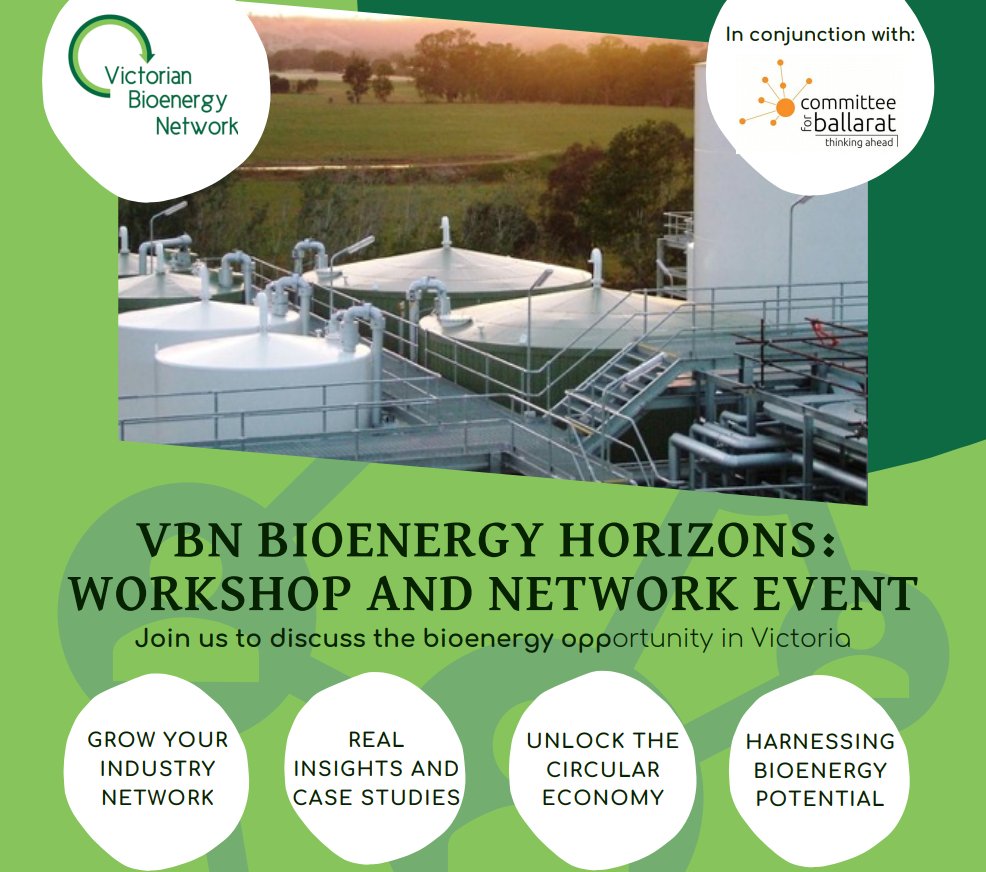 Victorian
Bioenergy
Network
In conjunction with:
committee
for ballarat
thinking ahead
VBN BIOENERGY HORIZONS:
WORKSHOP AND NETWORK EVENT
Join us to discuss the bioenergy opportunity in Victoria
GROW YOUR
INDUSTRY
NETWORK
REAL
INSIGHTS AND
CASE STUDIES
UNLOCK THE
CIRCULAR
ECONOMY
HARNESSING
BIOENERGY
POTENTIAL